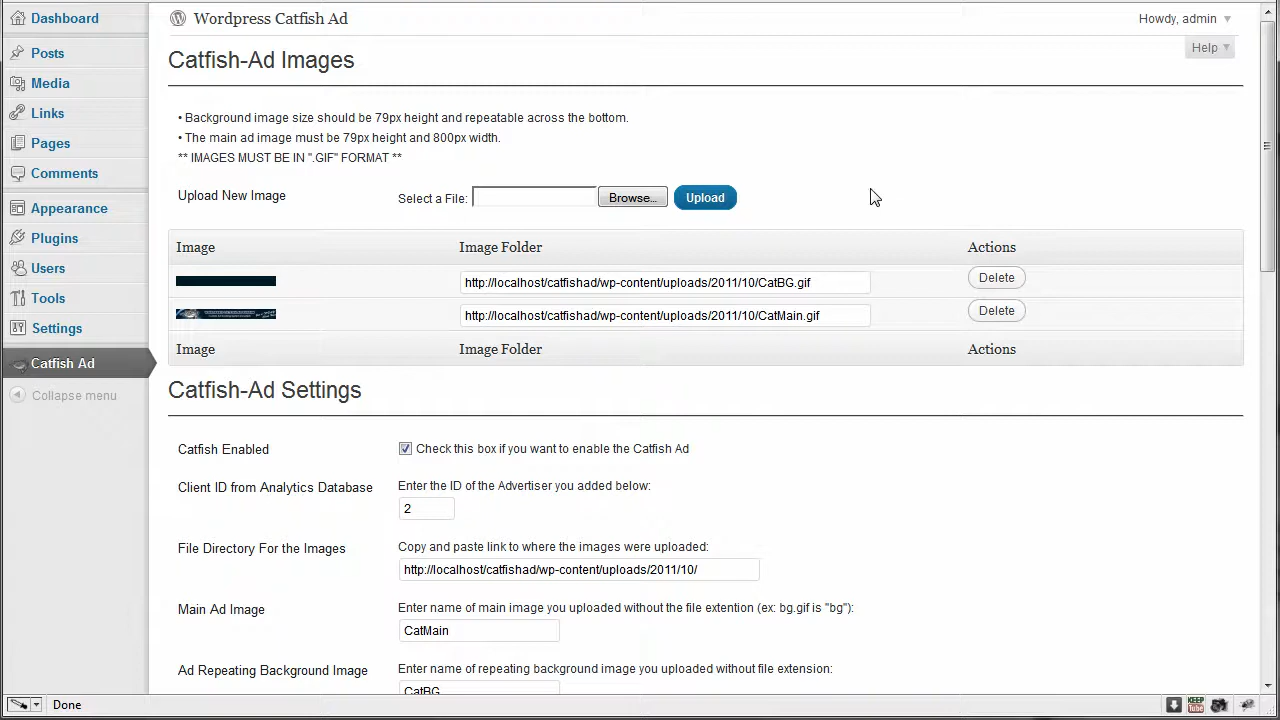 Dashboard
Posts
Media
Links
Pages
Comments
Appearance
Plugins
Users
Tools
Settings
Catfish Ad
Collapse menu
Wordpress Catfish Ad
Howdy, admin
Help
Catfish-Ad Images
• Background image size should be 79px height and repeatable across the bottom.
• The main ad image must be 79px height and 800px width.
** IMAGES MUST BE IN ".GIF" FORMAT **
Upload New Image Select a File: Browse... Upload
Image Image Folder Actions
http://localhost/catfishad/wp-content/uploads/2011/10/CatBG.gif Delete
http://localhost/catfishad/wp-content/uploads/2011/10/CatMain.gif Delete
Image Image Folder Actions
Catfish-Ad Settings
Catfish Enabled Check this box if you want to enable the Catfish Ad
Client ID from Analytics Database Enter the ID of the Advertiser you added below:
2
File Directory For the Images Copy and paste link to where the images were uploaded:
http://localhost/catfishad/wp-content/uploads/2011/10/
Main Ad Image Enter name of main image you uploaded without the file extention (ex: bg.gif is "bg"):
CatMain
Ad Repeating Background Image Enter name of repeating background image you uploaded without file extension:
CatBG
Done
KEEP
Tube